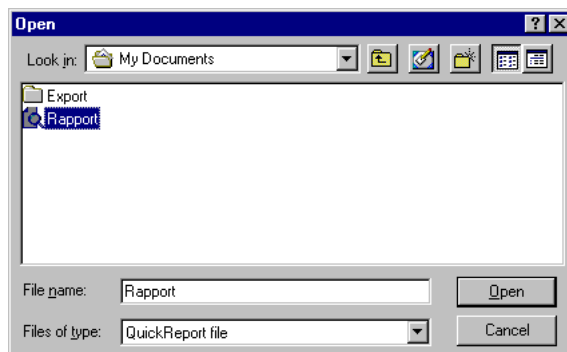 Open
Look in: My Documents
Export
Rapport
File name: Rapport Open
Files of type: QuickReport file Cancel